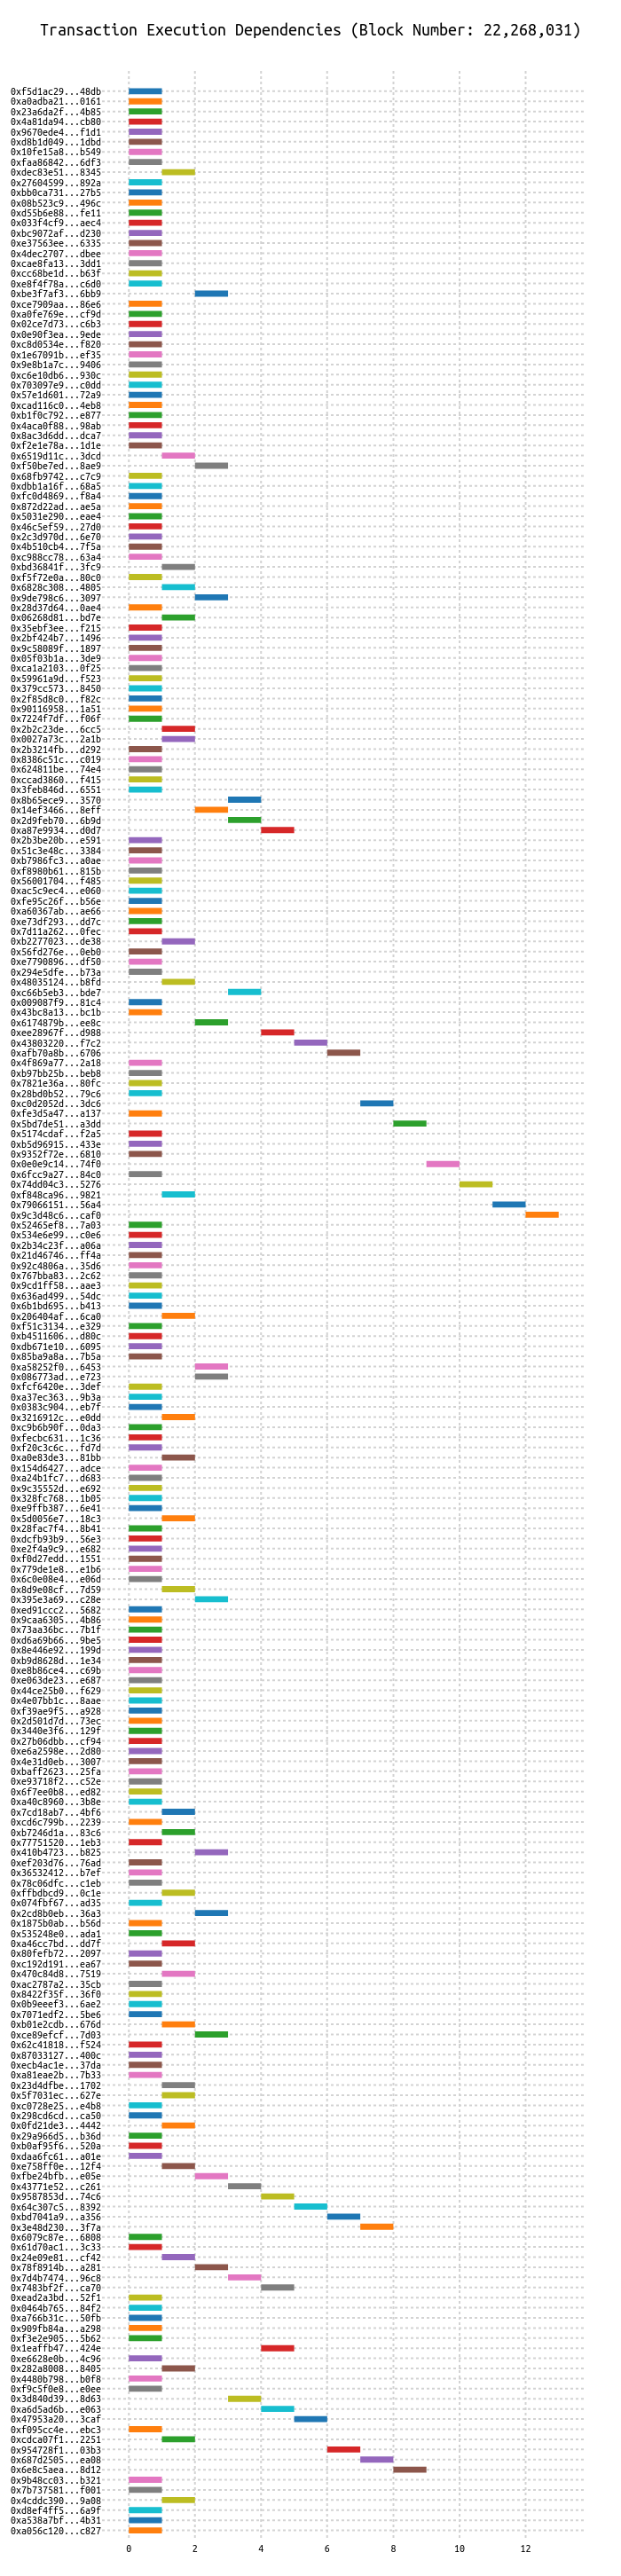 Transaction Execution Dependencies (Block Number: 22,268,031)
0xf5d1ac29...48db
0xa0adba21...0161
0x23a6da2f...4b85
0x4a81da94...cb80
0x9670ede4...f1d1
0xd8b1d049...1dbd
0x10fe15a8...b549
0xfaa86842...6df3
0xdec83e51...8345
0x27604599...892a
0xbb0ca731...27b5
0x08b523c9...496c
0xd55b6e88...fe11
0x033f4cf9...aec4
0xbc9072af...d230
0xe37563ee...6335
0x4dec2707...dbee
0xcae8fa13...3dd1
0xcc68be1d...b63f
0xe8f4f78a...c6d0
0xbe3f7af3...6bb9
0xce7909aa...86e6
0xa0fe769e...cf9d
0x02ce7d73...c6b3
0x0e90f3ea...9ede
0xc8d0534e...f820
0x1e67091b...ef35
0x9e8b1a7c...9406
0xc6e10db6...930c
0x703097e9...c0dd
0x57e1d601...72a9
0xcad116c0...4eb8
0xb1f0c792...e877
0x4aca0f88...98ab
0x8ac3d6dd...dca7
0xf2e1e78a...1d1e
0x6519d11c...3dcd
0xf50be7ed...8ae9
0x68fb9742...c7c9
0xdbb1a16f...68a5
0xfc0d4869...f8a4
0x872d22ad...ae5a
0x5031e290...eae4
0x46c5ef59...27d0
0x2c3d970d...6e70
0x4b510cb4...7f5a
0xc988cc78...63a4
0xbd36841f...3fc9
0xf5f72e0a...80c0
0x6828c308...4805
0x9de798c6...3097
0x28d37d64...0ae4
0x06268d81...bd7e
0x35ebf3ee...f215
0x2bf424b7...1496
0x9c58089f...1897
0x05f03b1a...3de9
0xca1a2103...0f25
0x59961a9d...f523
0x379cc573...8450
0x2f85d8c0...f82c
0x90116958...1a51
0x7224f7df...f06f
0x2b2c23de...6cc5
0x0027a73c...2a1b
0x2b3214fb...d292
0x8386c51c...c019
0x624811be...74e4
0xccad3860...f415
0x3feb846d...6551
0x8b65ece9...3570
0x14ef3466...8eff
0x2d9feb70...6b9d
0xa87e9934...d0d7
0x2b3be20b...e591
0x51c3e48c...3384
0xb7986fc3...a0ae
0xf8980b61...815b
0x56001704...f485
0xac5c9ec4...e060
0xfe95c26f...b56e
0xa60367ab...ae66
0xe73df293...dd7c
0x7d11a262...0fec
0xb2277023...de38
0x56fd276e...0eb0
0xe7790896...df50
0x294e5dfe...b73a
0x48035124...b8fd
0xc66b5eb3...bde7
0x009087f9...81c4
0x43bc8a13...bc1b
0x6174879b...ee8c
0xee28967f...d988
0x43803220...f7c2
0xafb70a8b...6706
0x4f869a77...2a18
0xb97bb25b...beb8
0x7821e36a...80fc
0x28bd0b52...79c6
0xc0d2052d...3dc6
0xfe3d5a47...a137
0x5bd7de51...a3dd
0x5174cdaf...f2a5
0xb5d96915...433e
0x9352f72e...6810
0x0e0e9c14...74f0
0x6fcc9a27...84c0
0x74dd04c3...5276
0xf848ca96...9821
0x79066151...56a4
0x9c3d48c6...caf0
0x52465ef8...7a03
0x534e6e99...c0e6
0x2b34c23f...a06a
0x21d46746...ff4a
0x92c4806a...35d6
0x767bba83...2c62
0x9cd1ff58...aae3
0x636ad499...54dc
0x6b1bd695...b413
0x206404af...6ca0
0xf51c3134...e329
0xb4511606...d80c
0xdb671e10...6095
0x85ba9a8a...7b5a
0xa58252f0...6453
0x086773ad...e723
0xfcf6420e...3def
0xa37ec363...9b3a
0x0383c904...eb7f
0x3216912c...e0dd
0xc9b6b90f...0da3
0xfecbc631...1c36
0xf20c3c6c...fd7d
0xa0e83de3...81bb
0x154d6427...adce
0xa24b1fc7...d683
0x9c35552d...e692
0x328fc768...1b05
0xe9ffb387...6e41
0x5d0056e7...18c3
0x28fac7f4...8b41
0xdcfb93b9...56e3
0xe2f4a9c9...e682
0xf0d27edd...1551
0x779de1e8...e1b6
0x6c0e08e4...e06d
0x8d9e08cf...7d59
0x395e3a69...c28e
0xed91ccc2...5682
0x9caa6305...4b86
0x73aa36bc...7b1f
0xd6a69b66...9be5
0x8e446e92...199d
0xb9d8628d...1e34
0xe8b86ce4...c69b
0xe063de23...e687
0x44ce25b0...f629
0x4e07bb1c...8aae
0xf39ae9f5...a928
0x2d501d7d...73ec
0x3440e3f6...129f
0x27b06dbb...cf94
0xe6a2598e...2d80
0x4e31d0eb...3007
0xbaff2623...25fa
0xe93718f2...c52e
0x6f7ee0b8...ed82
0xa40c8960...3b8e
0x7cd18ab7...4bf6
0xcd6c799b...2239
0xb7246d1a...83c6
0x77751520...1eb3
0x410b4723...b825
0xef203d76...76ad
0x36532412...b7ef
0x78c06dfc...c1eb
0xffbdbcd9...0c1e
0x074fbf67...ad35
0x2cd8b0eb...36a3
0x1875b0ab...b56d
0x535248e0...ada1
0xa46cc7bd...dd7f
0x80fefb72...2097
0xc192d191...ea67
0x470c84d8...7519
0xac2787a2...35cb
0x8422f35f...36f0
0x0b9eeef3...6ae2
0x7071edf2...5be6
0xb01e2cdb...676d
0xce89efcf...7d03
0x62c41818...f524
0x87033127...400c
0xecb4ac1e...37da
0xa81eae2b...7b33
0x23d4dfbe...1702
0x5f7031ec...627e
0xc0728e25...e4b8
0x298cd6cd...ca50
0x0fd21de3...4442
0x29a966d5...b36d
0xb0af95f6...520a
0xdaa6fc61...a01e
0xe758ff0e...12f4
0xfbe24bfb...e05e
0x43771e52...c261
0x9587853d...74c6
0x64c307c5...8392
0xbd7041a9...a356
0x3e48d230...3f7a
0x6079c87e...6808
0x61d70ac1...3c33
0x24e09e81...cf42
0x78f8914b...a281
0x7d4b7474...96c8
0x7483bf2f...ca70
0xead2a3bd...52f1
0x0464b765...84f2
0xa766b31c...50fb
0x909fb84a...a298
0xf3e2e905...5b62
0x1eaffb47...424e
0xe6628e0b...4c96
0x282a8008...8405
0x4480b798...b0f8
0xf9c5f0e8...e0ee
0x3d840d39...8d63
0xa6d5ad6b...e063
0x47953a20...3caf
0xf095cc4e...ebc3
0xcdca07f1...2251
0x954728f1...03b3
0x687d2505...ea08
0x6e8c5aea...8d12
0x9b48cc03...b321
0x7b737581...f001
0x4cddc390...9a08
0xd8ef4ff5...6a9f
0xa538a7bf...4b31
0xa056c120...c827
0 2 4 6 8 10 12